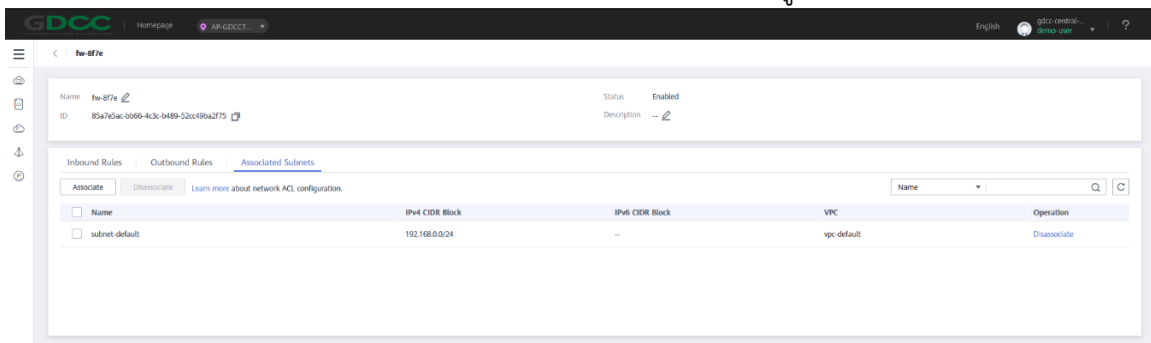 GDCC Homepage AP-GDCCT... English gdcc-central-... ?
demo-user
fw-8f7e
Name fw-8f7e Status Enabled
ID 85a7e5ac-bb66-4c3c-b489-52cc49ba2f75 Description --
Inbound Rules Outbound Rules Associated Subnets
Associate Disassociate Learn more about network ACL configuration. Name
Name IPv4 CIDR Block IPv6 CIDR Block VPC Operation
subnet-default 192.168.0.0/24 -- vpc-default Disassociate